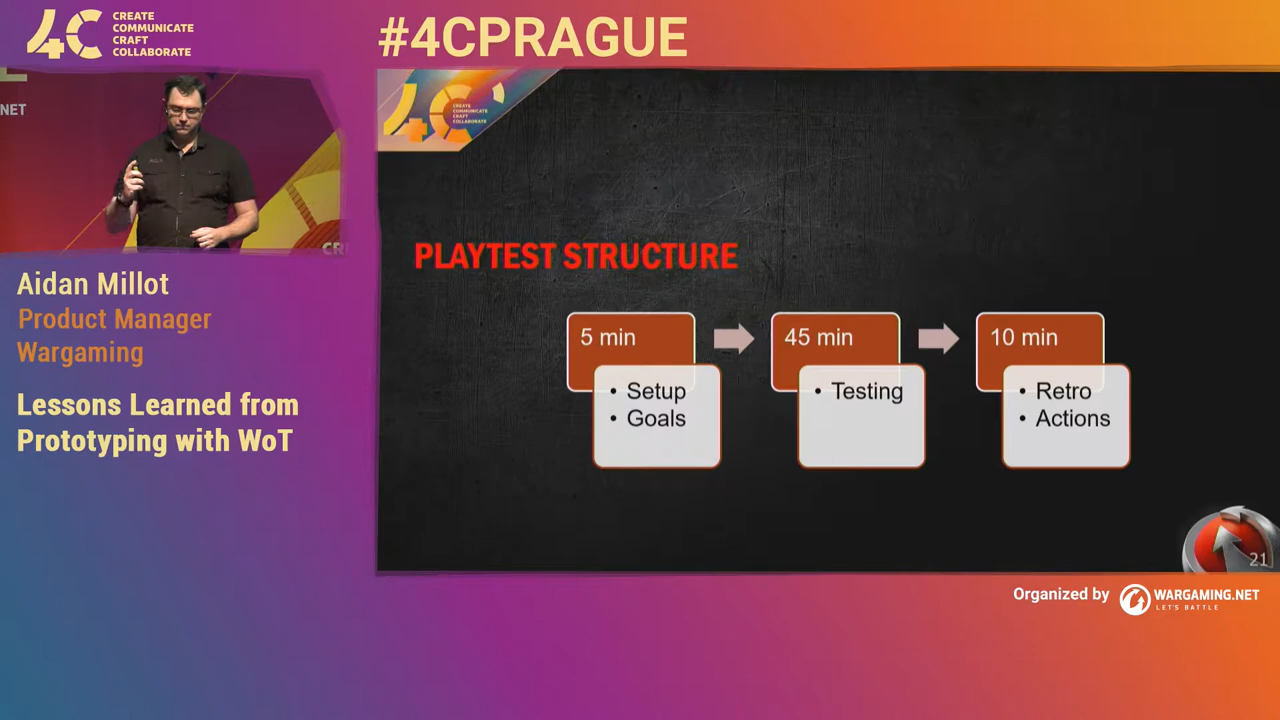 CREATE
COMMUNICATE
CRAFT
COLLABORATE
#4CPRAGUE
NET
CREATE
COMMUNICATE
CRAFT
COLLABORATE
Aidan Millot
Product Manager
Wargaming
Lessons Learned from
Prototyping with WoT
PLAYTEST STRUCTURE
5 min
• Setup
• Goals
45 min
• Testing
10 min
• Retro
• Actions
21
Organized by
WARGAMING.NET
LET'S BATTLE